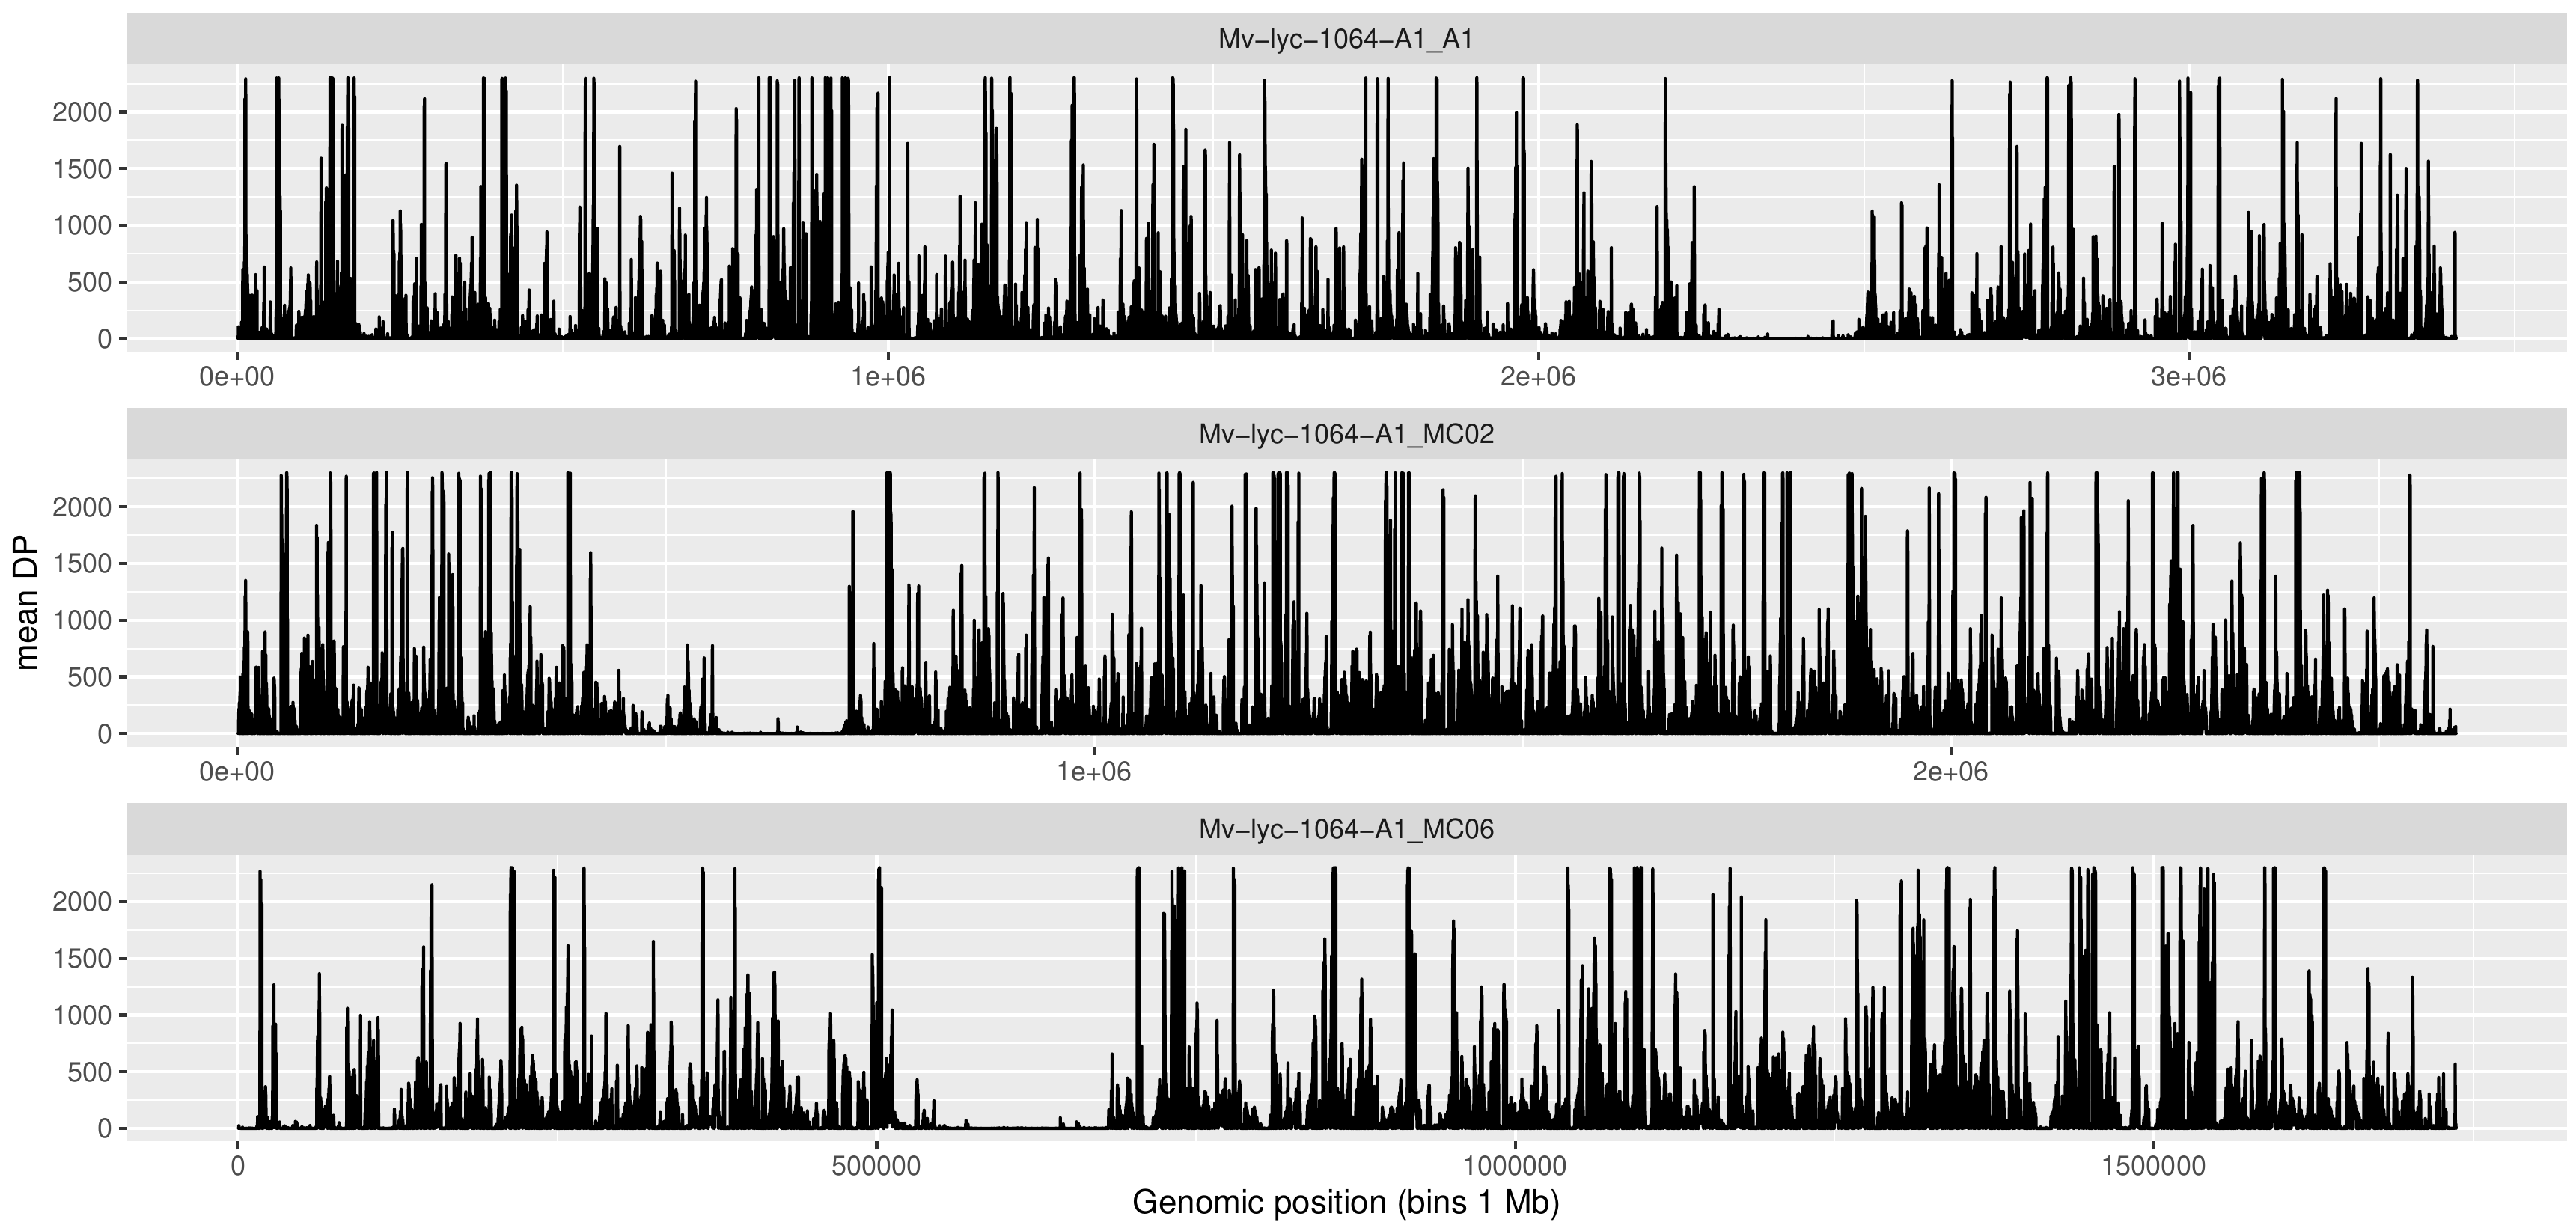 Mv−lyc−1064−A1_A1
2000
1500
1000
500
0
0e+00 1e+06 2e+06 3e+06
Mv−lyc−1064−A1_MC02
2000
1500
1000
500
0
0e+00 1e+06 2e+06
mean DP
Mv−lyc−1064−A1_MC06
2000
1500
1000
500
0
0 500000 1000000 1500000
Genomic position (bins 1 Mb)